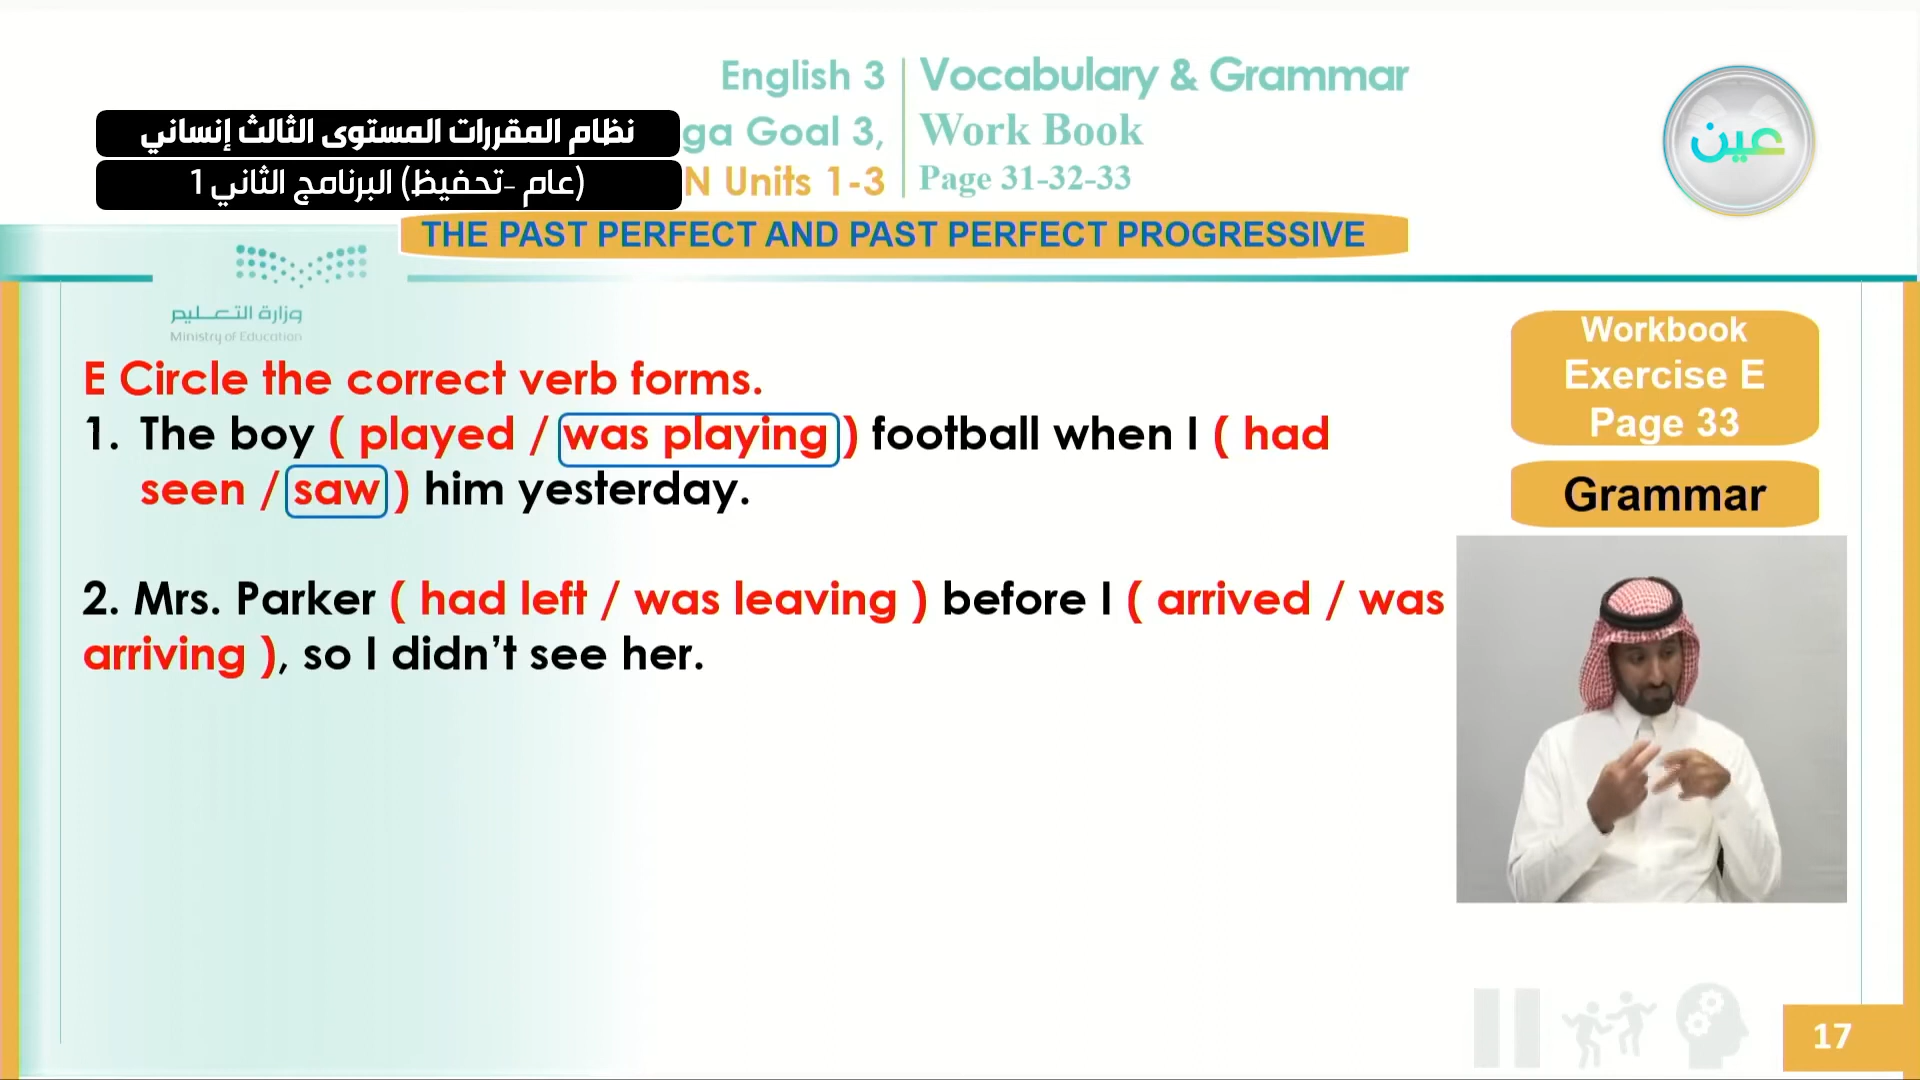 English 3
Vocabulary & Grammar
نظام المقررات المستوى الثالث إنساني
ga Goal 3,
Work Book
(عام -تحفيظ) البرنامج الثاني 1
N Units 1-3
Page 31-32-33
عين
THE PAST PERFECT AND PAST PERFECT PROGRESSIVE
وزارة التعليم
Ministry of Education
Workbook
Exercise E
Page 33
Grammar
E Circle the correct verb forms.
1. The boy ( played / was playing ) football when I ( had
seen / saw ) him yesterday.
2. Mrs. Parker ( had left / was leaving ) before I ( arrived / was
arriving ), so I didn’t see her.
17